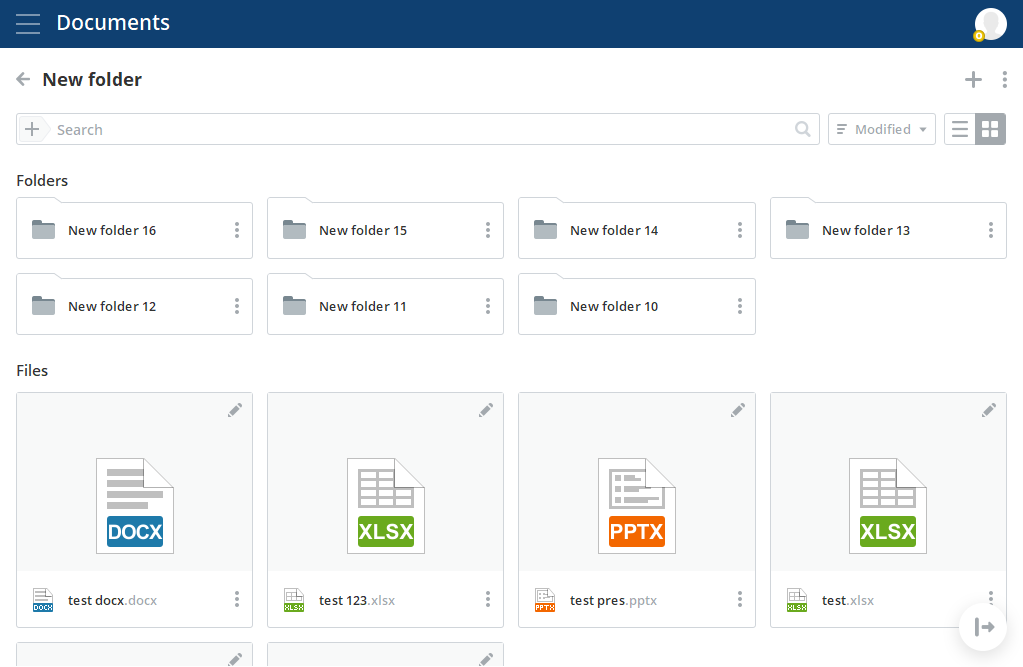 Documents
New folder
Search
Modified
Folders
New folder 16
New folder 15
New folder 14
New folder 13
New folder 12
New folder 11
New folder 10
Files
DOCX
XLSX
PPTX
XLSX
DOCX
test docx.docx
XLSX
test 123.xlsx
PPTX
test pres.pptx
XLSX
test.xlsx